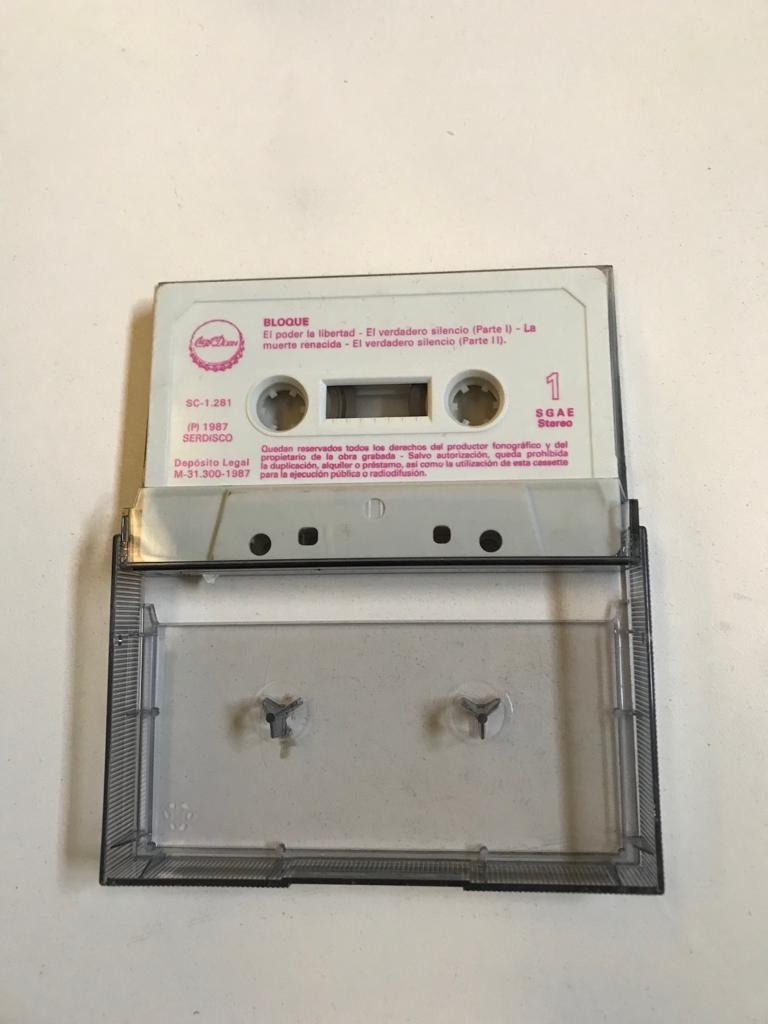 BLOQUE
El poder la libertad - El verdadero silencio (Parte I) - La
muerte renacida - El verdadero silencio (Parte II).
SC-1.281
1
(P) 1987
SERDISCO
SGAE
Stereo
Depósito Legal
M-31.300-1987
Quedan reservados todos los derechos del productor fonográfico y del
propietario de la obra grabada - Salvo autorización, queda prohibida
la duplicación, alquiler o préstamo, así como la utilización de esta cassette
para la ejecución pública o radiodifusión.